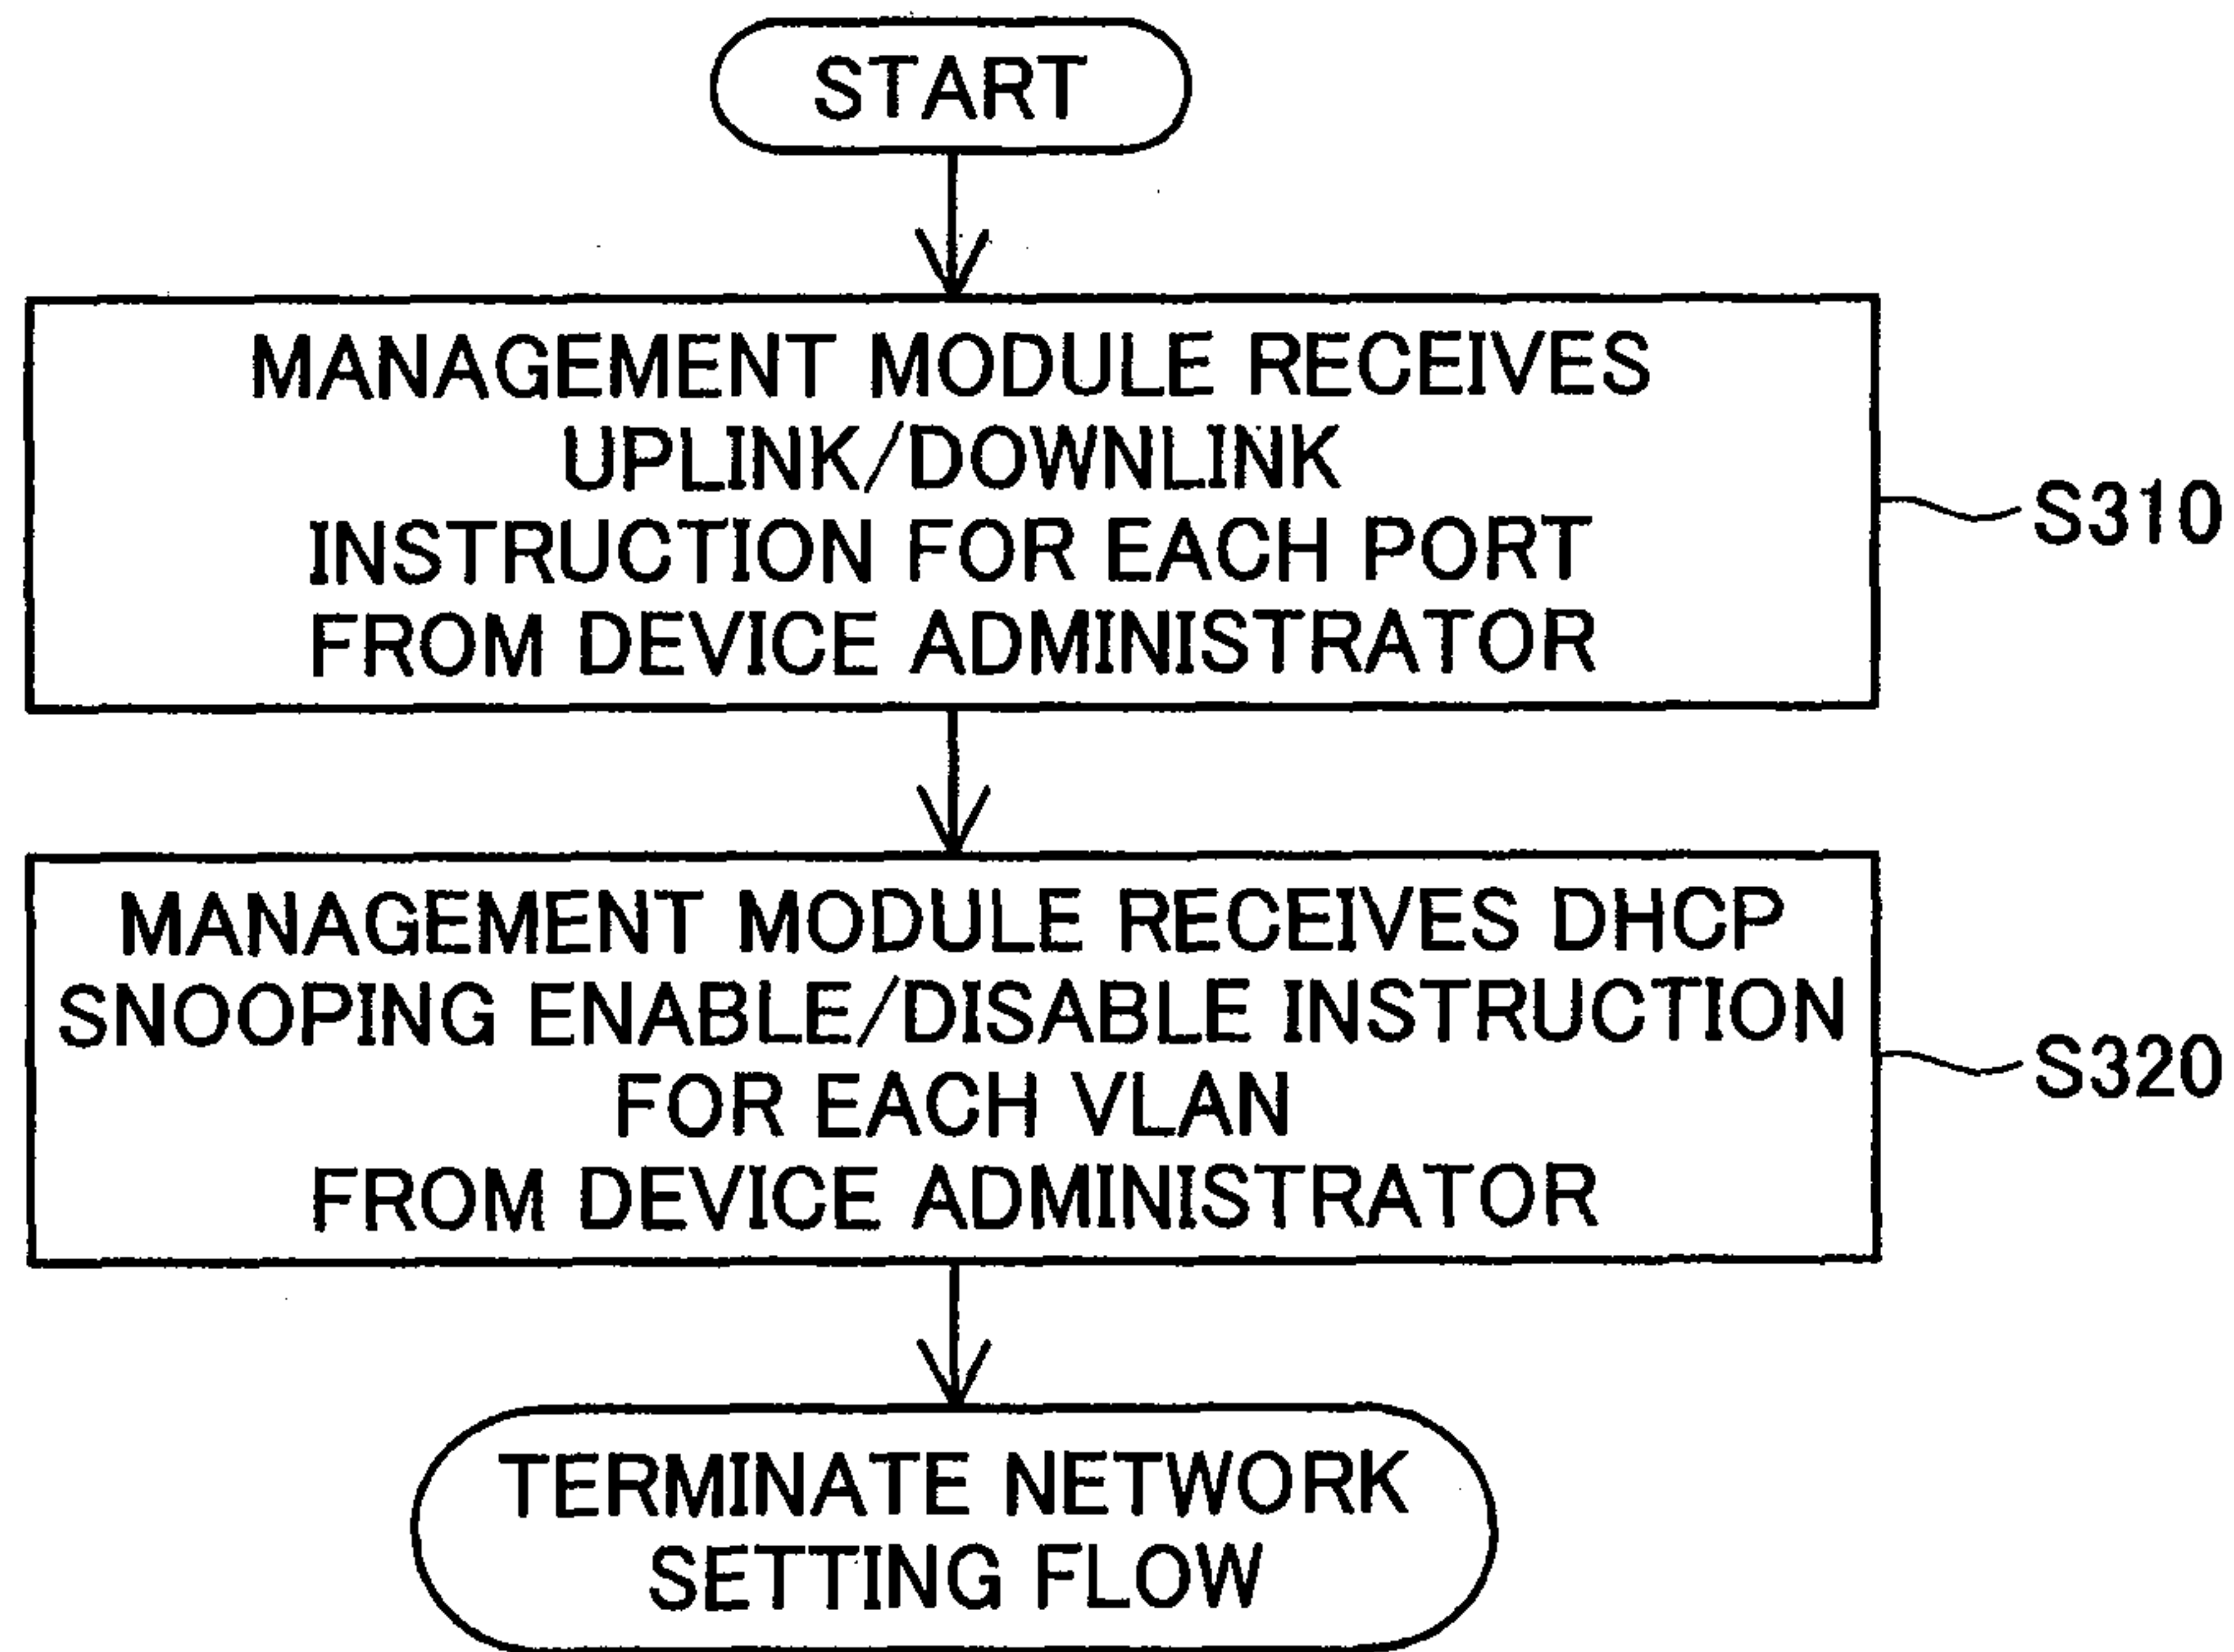 START
MANAGEMENT MODULE RECEIVES
UPLINK/DOWNLINK
INSTRUCTION FOR EACH PORT
FROM DEVICE ADMINISTRATOR
S310
MANAGEMENT MODULE RECEIVES DHCP
SNOOPING ENABLE/DISABLE INSTRUCTION
FOR EACH VLAN
FROM DEVICE ADMINISTRATOR
S320
TERMINATE NETWORK
SETTING FLOW